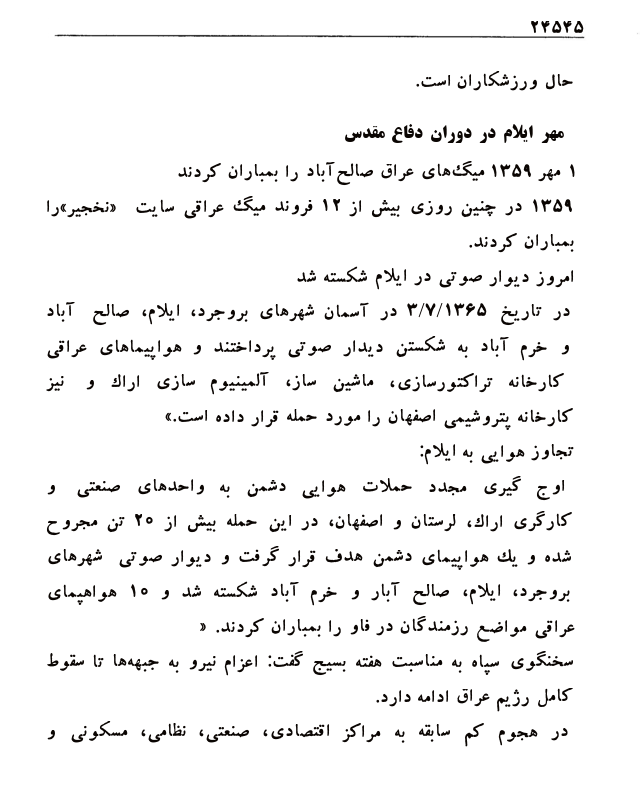 ۲۴۵۴۵
حال ورزشکاران است.
مهر ایلام در دوران دفاع مقدس
۱ مهر ۱۳۵۹ میگ‌های عراق صالح‌آباد را بمباران کردند
۱۳۵۹ در چنین روزی بیش از ۱۲ فروند میگ عراقی سایت «نخجیر»را
بمباران کردند.
امروز دیوار صوتی در ایلام شکسته شد
در تاریخ ۳/۷/۱۳۶۵ در آسمان شهرهای بروجرد، ایلام، صالح آباد
و خرم آباد به شکستن دیدار صوتی پرداختند و هواپیماهای عراقی
کارخانه تراکتورسازی، ماشین ساز، آلمینیوم سازی اراك و نیز
کارخانه پتروشیمی اصفهان را مورد حمله قرار داده است.»
تجاوز هوایی به ایلام:
اوج گیری مجدد حملات هوایی دشمن به واحدهای صنعتی و
کارگری اراك، لرستان و اصفهان، در این حمله بیش از ۲۰ تن مجروح
شده و یك هواپیمای دشمن هدف قرار گرفت و دیوار صوتی شهرهای
بروجرد، ایلام، صالح آبار و خرم آباد شکسته شد و ۱۰ هواهپمای
عراقی مواضع رزمندگان در فاو را بمباران کردند. «
سخنگوی سپاه به مناسبت هفته بسیج گفت: اعزام نیرو به جبهه‌ها تا سقوط
کامل رژیم عراق ادامه دارد.
در هجوم کم سابقه به مراکز اقتصادی، صنعتی، نظامی، مسکونی و